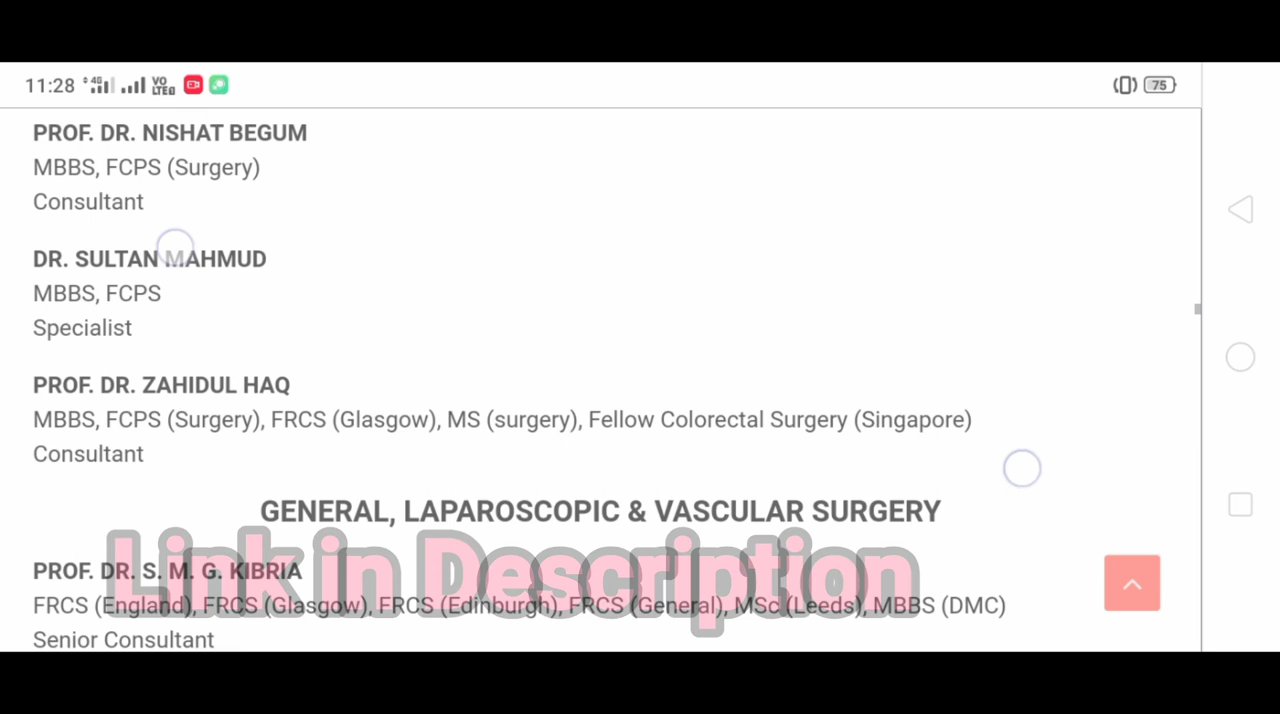 11:28 4G VO LTE 75
PROF. DR. NISHAT BEGUM
MBBS, FCPS (Surgery)
Consultant
DR. SULTAN MAHMUD
MBBS, FCPS
Specialist
PROF. DR. ZAHIDUL HAQ
MBBS, FCPS (Surgery), FRCS (Glasgow), MS (surgery), Fellow Colorectal Surgery (Singapore)
Consultant
GENERAL, LAPAROSCOPIC & VASCULAR SURGERY
Link in Description
PROF. DR. S. M. G. KIBRIA
FRCS (England), FRCS (Glasgow), FRCS (Edinburgh), FRCS (General), MSc (Leeds), MBBS (DMC)
Senior Consultant